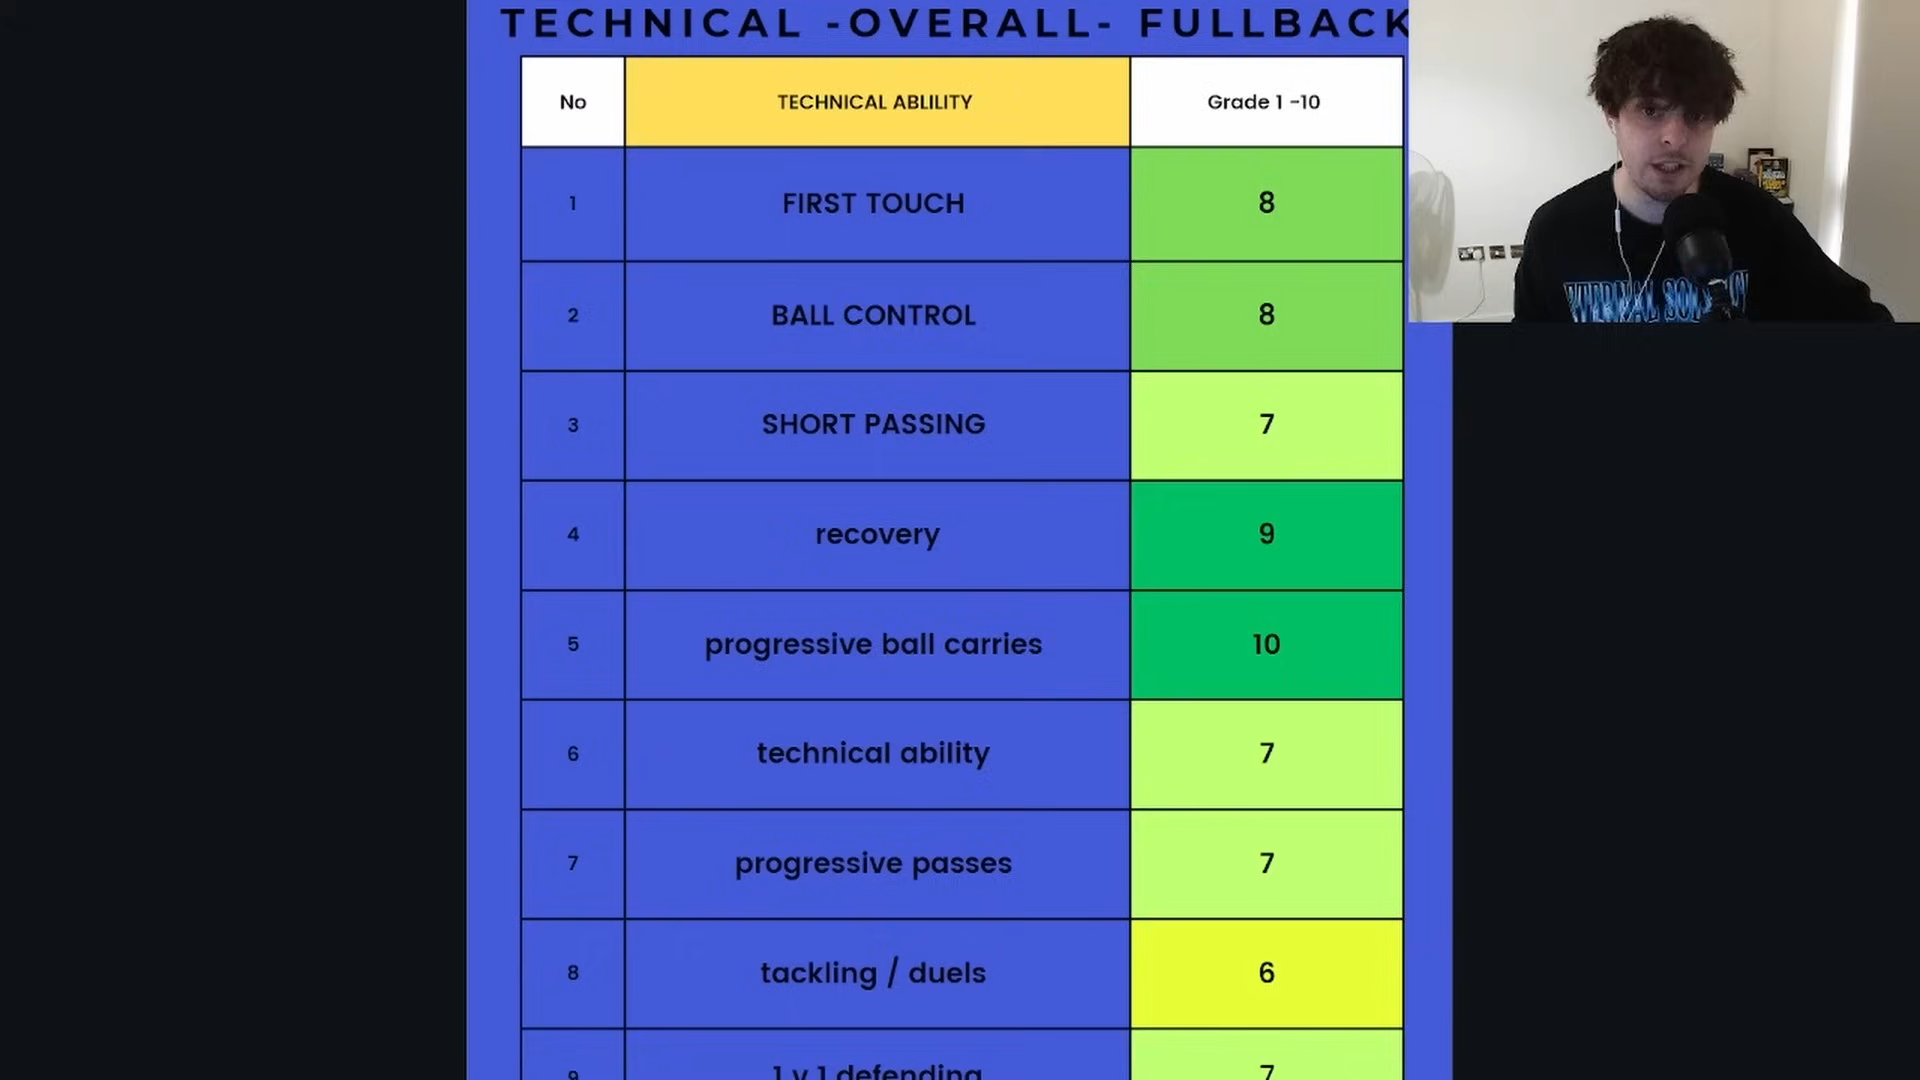 TECHNICAL -OVERALL- FULLBACK
No TECHNICAL ABLILITY Grade 1 -10
1 FIRST TOUCH 8
2 BALL CONTROL 8
3 SHORT PASSING 7
4 recovery 9
5 progressive ball carries 10
6 technical ability 7
7 progressive passes 7
8 tackling / duels 6
9 1 v 1 defending 7